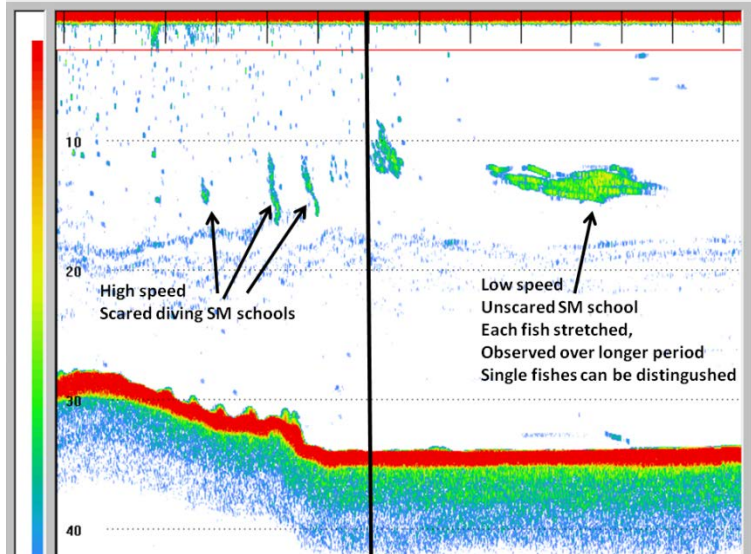 10
20
High speed
Scared diving SM schools
Low speed
Unscared SM school
Each fish stretched,
Observed over longer period
Single fishes can be distngushed
30
40